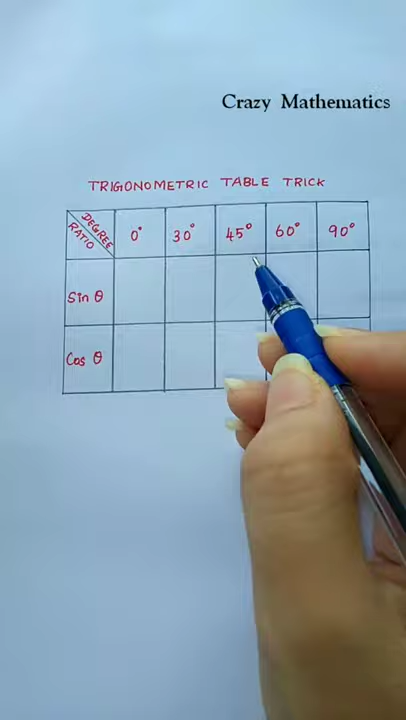 Crazy Mathematics
TRIGONOMETRIC TABLE TRICK
DEGREE
RATIO
0° 30° 45° 60° 90°
Sin θ
Cos θ